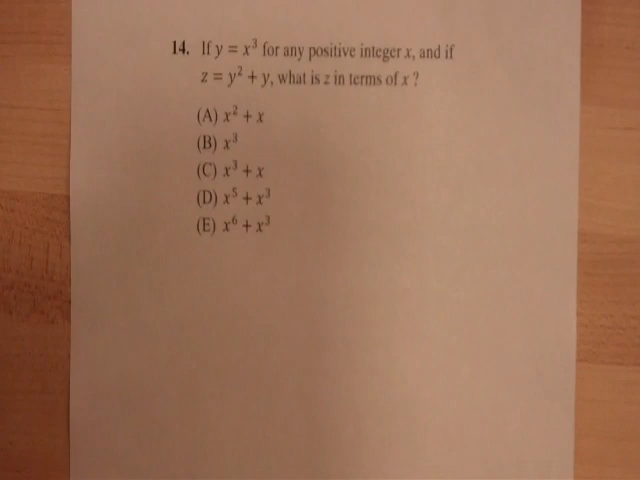 14. If y = x³ for any positive integer x, and if
z = y² + y, what is z in terms of x ?
(A) x² + x
(B) x³
(C) x³ + x
(D) x⁵ + x³
(E) x⁶ + x³